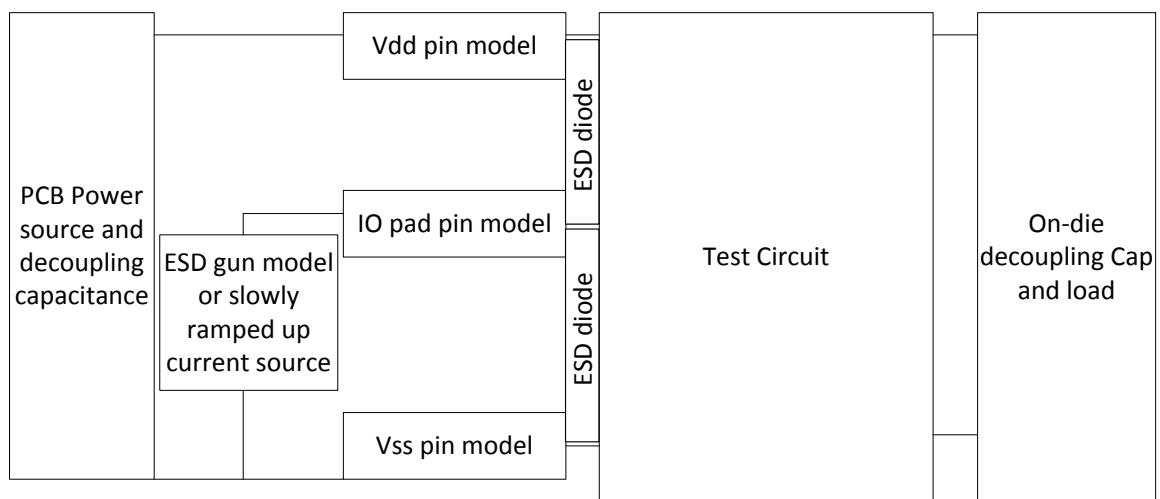 PCB Power
source and
decoupling
capacitance
ESD gun model
or slowly
ramped up
current source
Vdd pin model
IO pad pin model
Vss pin model
ESD diode
ESD diode
Test Circuit
On-die
decoupling Cap
and load